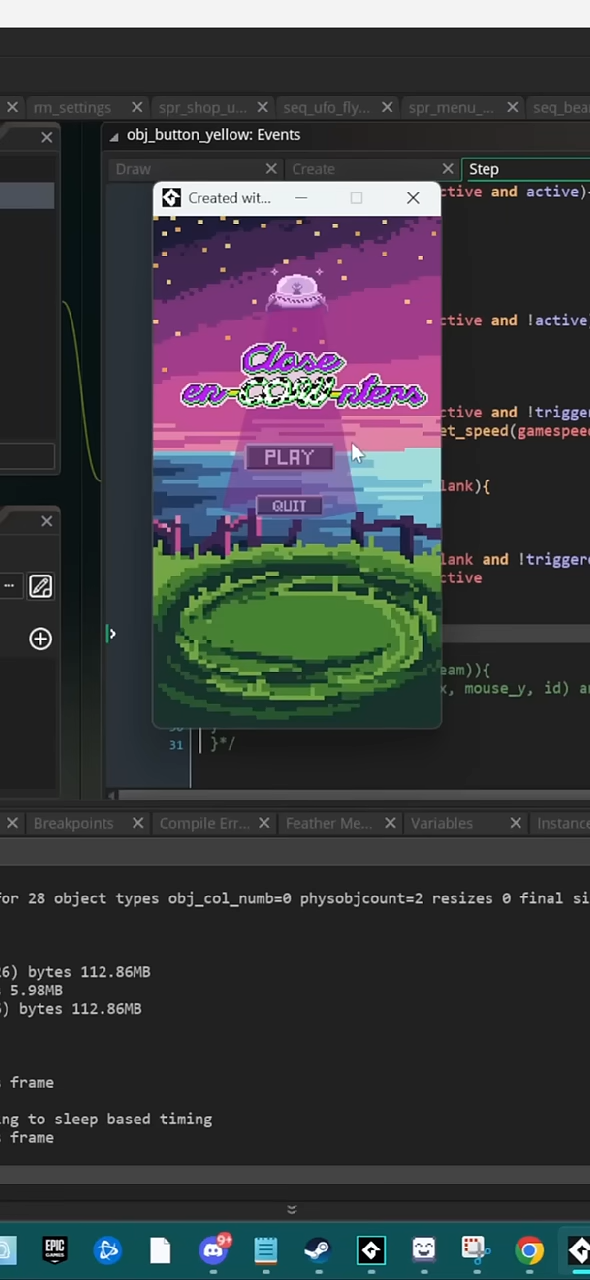 rm_settings
spr_shop_u...
seq_ufo_fly...
spr_menu_...
seq_bea
obj_button_yellow: Events
Draw
Create
Step
Created wit...
ctive and active)
ctive and !active
ctive and !trigger
et_speed(gamespee
lank){
lank and !triggere
ctive
Close
en-COW-nters
PLAY
QUIT
eam)){
x, mouse_y, id) a
31
}*/
Breakpoints
Compile Err...
Feather Me...
Variables
Instance
for 28 object types obj_col_numb=0 physobjcount=2 resizes 0 final si
6) bytes 112.86MB
5.98MB
) bytes 112.86MB
frame
ng to sleep based timing
frame
EPIC
GAMES
9+